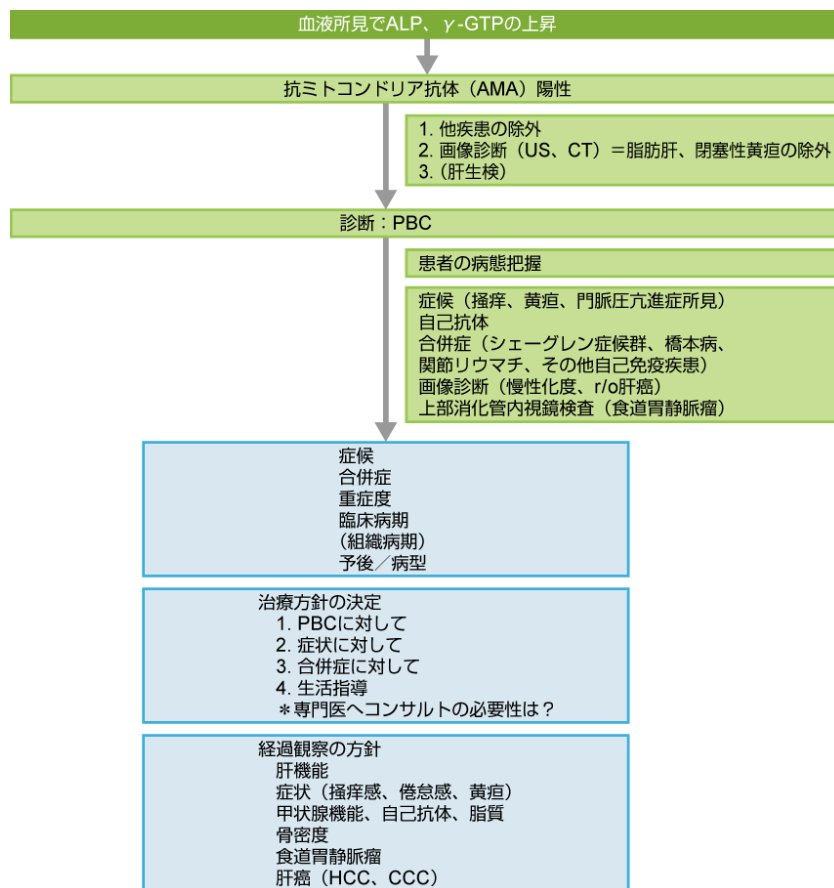 血液所見でALP、γ-GTPの上昇
抗ミトコンドリア抗体（AMA）陽性
1. 他疾患の除外
2. 画像診断（US、CT）＝脂肪肝、閉塞性黄疸の除外
3. （肝生検）
診断：PBC
患者の病態把握
症候（掻痒、黄疸、門脈圧亢進症所見）
自己抗体
合併症（シェーグレン症候群、橋本病、
関節リウマチ、その他自己免疫疾患）
画像診断（慢性化度、r/o肝癌）
上部消化管内視鏡検査（食道胃静脈瘤）
症候
合併症
重症度
臨床病期
（組織病期）
予後／病型
治療方針の決定
1. PBCに対して
2. 症状に対して
3. 合併症に対して
4. 生活指導
＊専門医へコンサルトの必要性は？
経過観察の方針
肝機能
症状（掻痒感、倦怠感、黄疸）
甲状腺機能、自己抗体、脂質
骨密度
食道胃静脈瘤
肝癌（HCC、CCC）